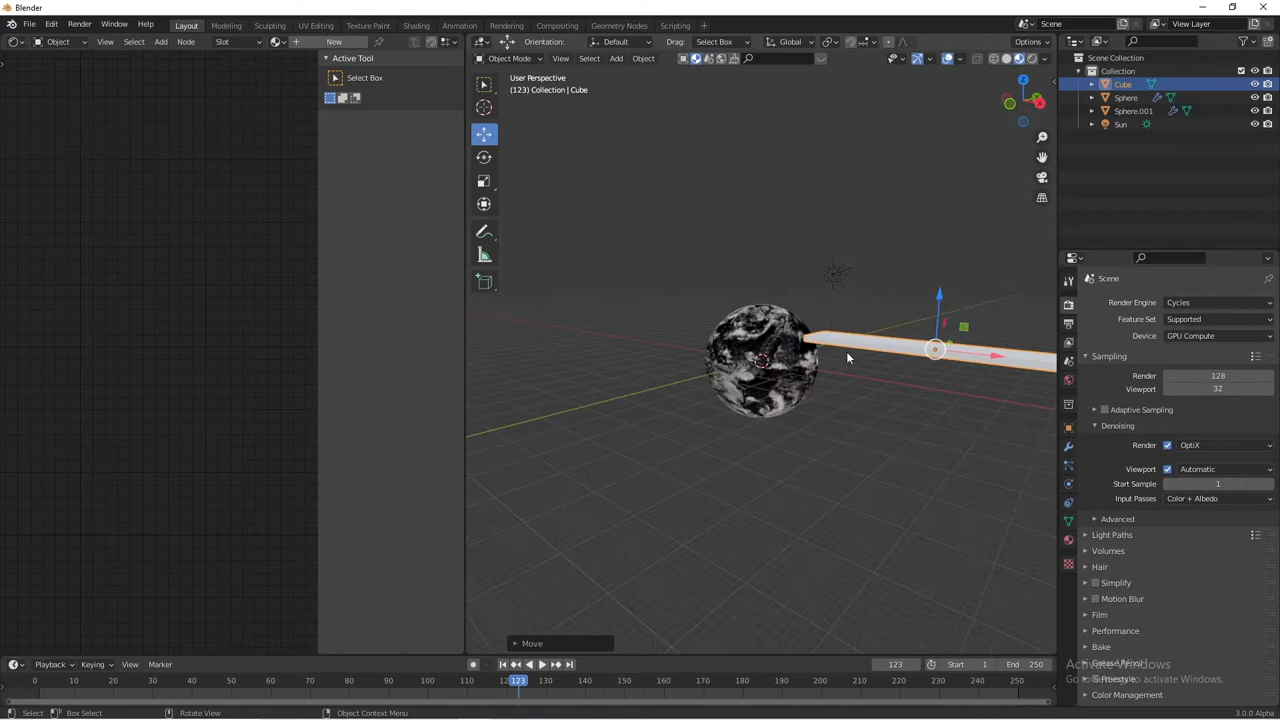 Blender
File Edit Render Window Help Layout Modeling Sculpting UV Editing Texture Paint Shading Animation Rendering Compositing Geometry Nodes Scripting + Scene View Layer
Object View Select Add Node Slot New Orientation: Default Drag: Select Box Global Options
Active Tool
Select Box
Object Mode View Select Add Object
User Perspective
(123) Collection | Cube
Scene Collection
Collection
Cube
Sphere
Sphere.001
Sun
Scene
Render Engine Cycles
Feature Set Supported
Device GPU Compute
Sampling
Render 128
Viewport 32
Adaptive Sampling
Denoising
Render OptiX
Viewport Automatic
Start Sample 1
Input Passes Color + Albedo
Advanced
Light Paths
Volumes
Hair
Simplify
Motion Blur
Film
Performance
Bake
Grease Pencil
Freestyle
Color Management
Activate Windows
Go to Settings to activate Windows.
Move
Playback Keying View Marker 123 Start 1 End 250
0 10 20 30 40 50 60 70 80 90 100 110 123 130 140 150 160 170 180 190 200 210 220 230 240 250
Select Box Select Rotate View Object Context Menu 3.0.0 Alpha